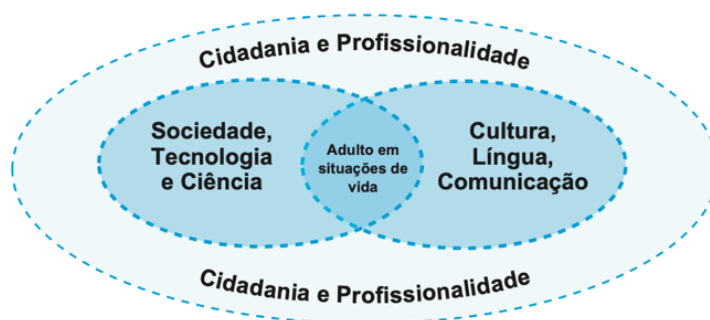 Cidadania e Profissionalidade
Sociedade,
Tecnologia
e Ciência
Adulto em
situações de
vida
Cultura,
Língua,
Comunicação
Cidadania e Profissionalidade